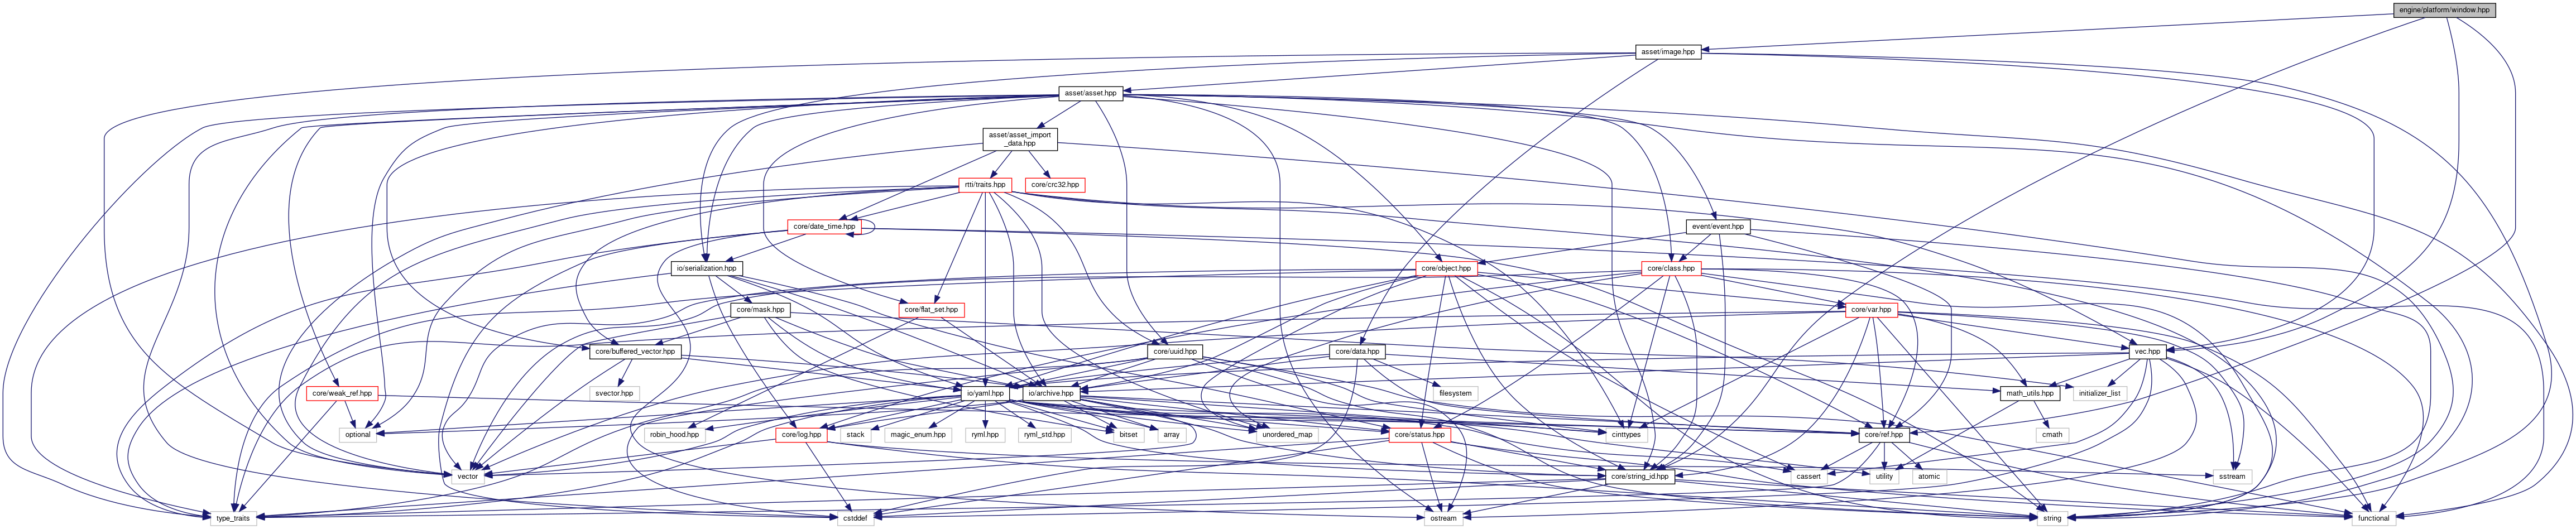 engine/platform/window.hpp
asset/image.hpp
asset/asset.hpp
asset/asset_import
_data.hpp
rtti/traits.hpp
core/crc32.hpp
core/date_time.hpp
event/event.hpp
io/serialization.hpp
core/object.hpp
core/class.hpp
core/mask.hpp
core/flat_set.hpp
core/var.hpp
core/buffered_vector.hpp
core/uuid.hpp
core/data.hpp
vec.hpp
core/weak_ref.hpp
svector.hpp
io/yaml.hpp
io/archive.hpp
filesystem
math_utils.hpp
initializer_list
optional
robin_hood.hpp
core/log.hpp
stack
magic_enum.hpp
ryml.hpp
ryml_std.hpp
bitset
array
unordered_map
core/status.hpp
cinttypes
core/ref.hpp
cmath
vector
core/string_id.hpp
cassert
utility
atomic
sstream
type_traits
cstddef
ostream
string
functional